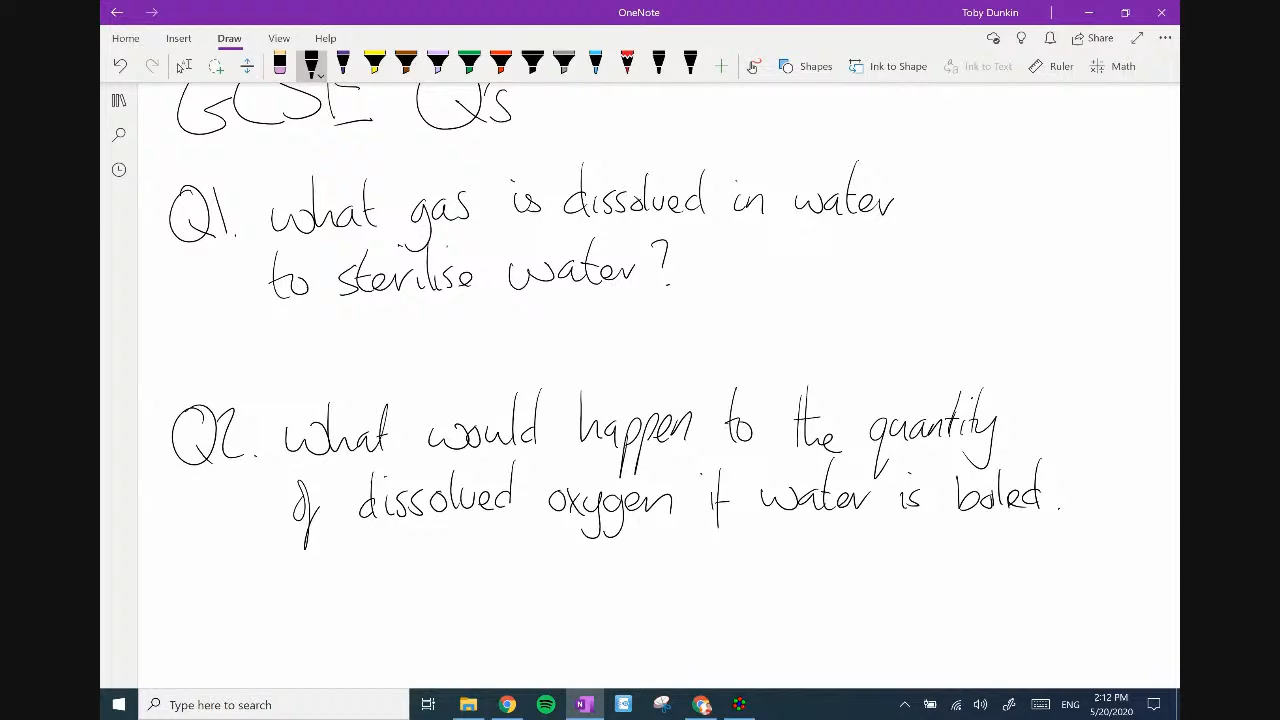 OneNote
Toby Dunkin
Home Insert Draw View Help
Share
Shapes
Ink to Shape
Ink to Text
Ruler
Math
GCSE Q's
Q1. what gas is dissolved in water
to sterilise water?
Q2. what would happen to the quantity
of dissolved oxygen if water is boled.
Type here to search
ENG
2:12 PM
5/20/2020